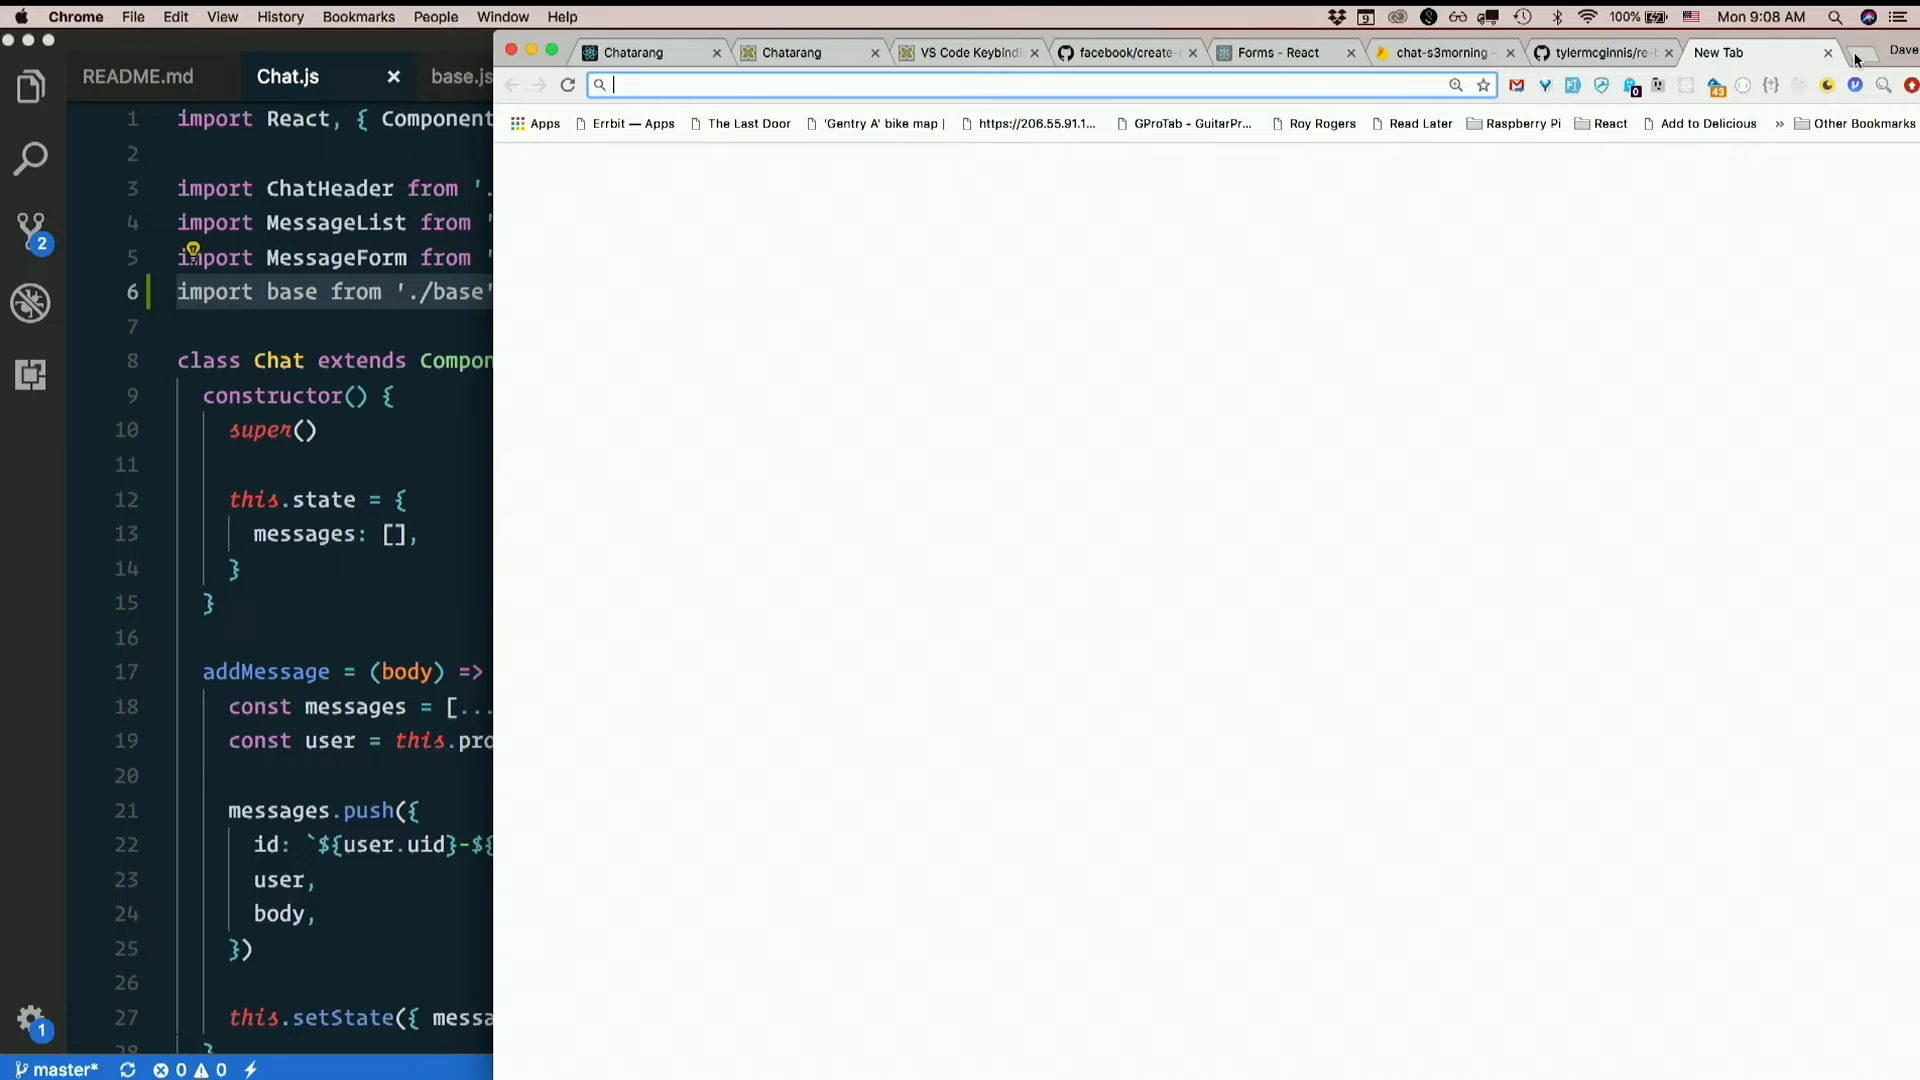 Chrome File Edit View History Bookmarks People Window Help 9 100% Mon 9:08 AM
README.md Chat.js base.js
Chatarang Chatarang VS Code Keybindi facebook/create-r Forms - React chat-s3morning - tylermcginnis/re-b New Tab Dave
0 43
Apps Errbit — Apps The Last Door 'Gentry A' bike map | https://206.55.91.1... GProTab - GuitarPr... Roy Rogers Read Later Raspberry Pi React Add to Delicious » Other Bookmarks
1 import React, { Component
2
3 import ChatHeader from '.
4 import MessageList from '
5 import MessageForm from '
6 import base from './base'
7
8 class Chat extends Compon
9 constructor() {
10 super()
11
12 this.state = {
13 messages: [],
14 }
15 }
16
17 addMessage = (body) =>
18 const messages = [...
19 const user = this.pro
20
21 messages.push({
22 id: `${user.uid}-${
23 user,
24 body,
25 })
26
27 this.setState({ messa
28 }
2
1
master* 0 0